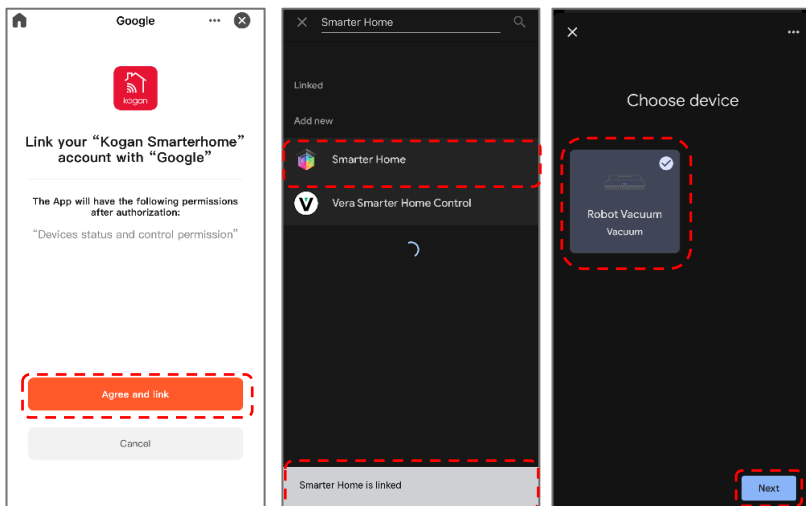 Google
kogan
Link your “Kogan Smarterhome”
account with “Google”
The App will have the following permissions
after authorization:
“Devices status and control permission”
Agree and link
Cancel
Smarter Home
Linked
Add new
Smarter Home
Vera Smarter Home Control
Smarter Home is linked
Choose device
Robot Vacuum
Vacuum
Next